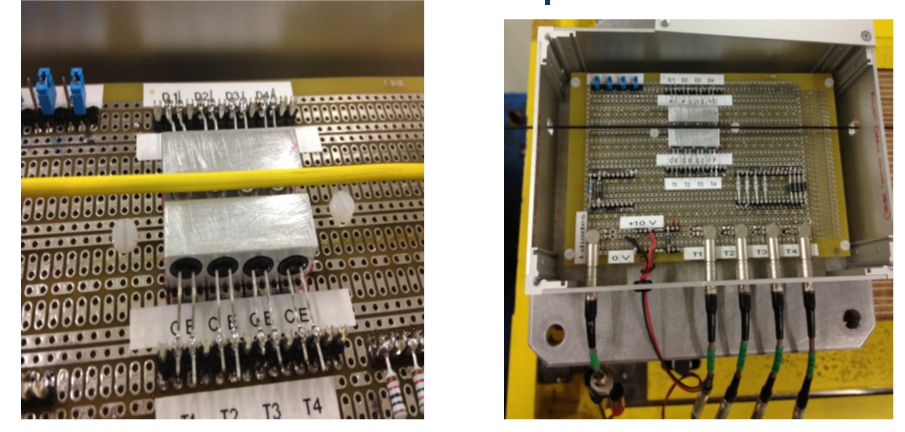 D1 D2 D3 D4
C E C E C E C E
T1 T2 T3 T4
D1 D2 D3 D4
T1 T2 T3 T4
+10 V
0 V
T1 T2 T3 T4